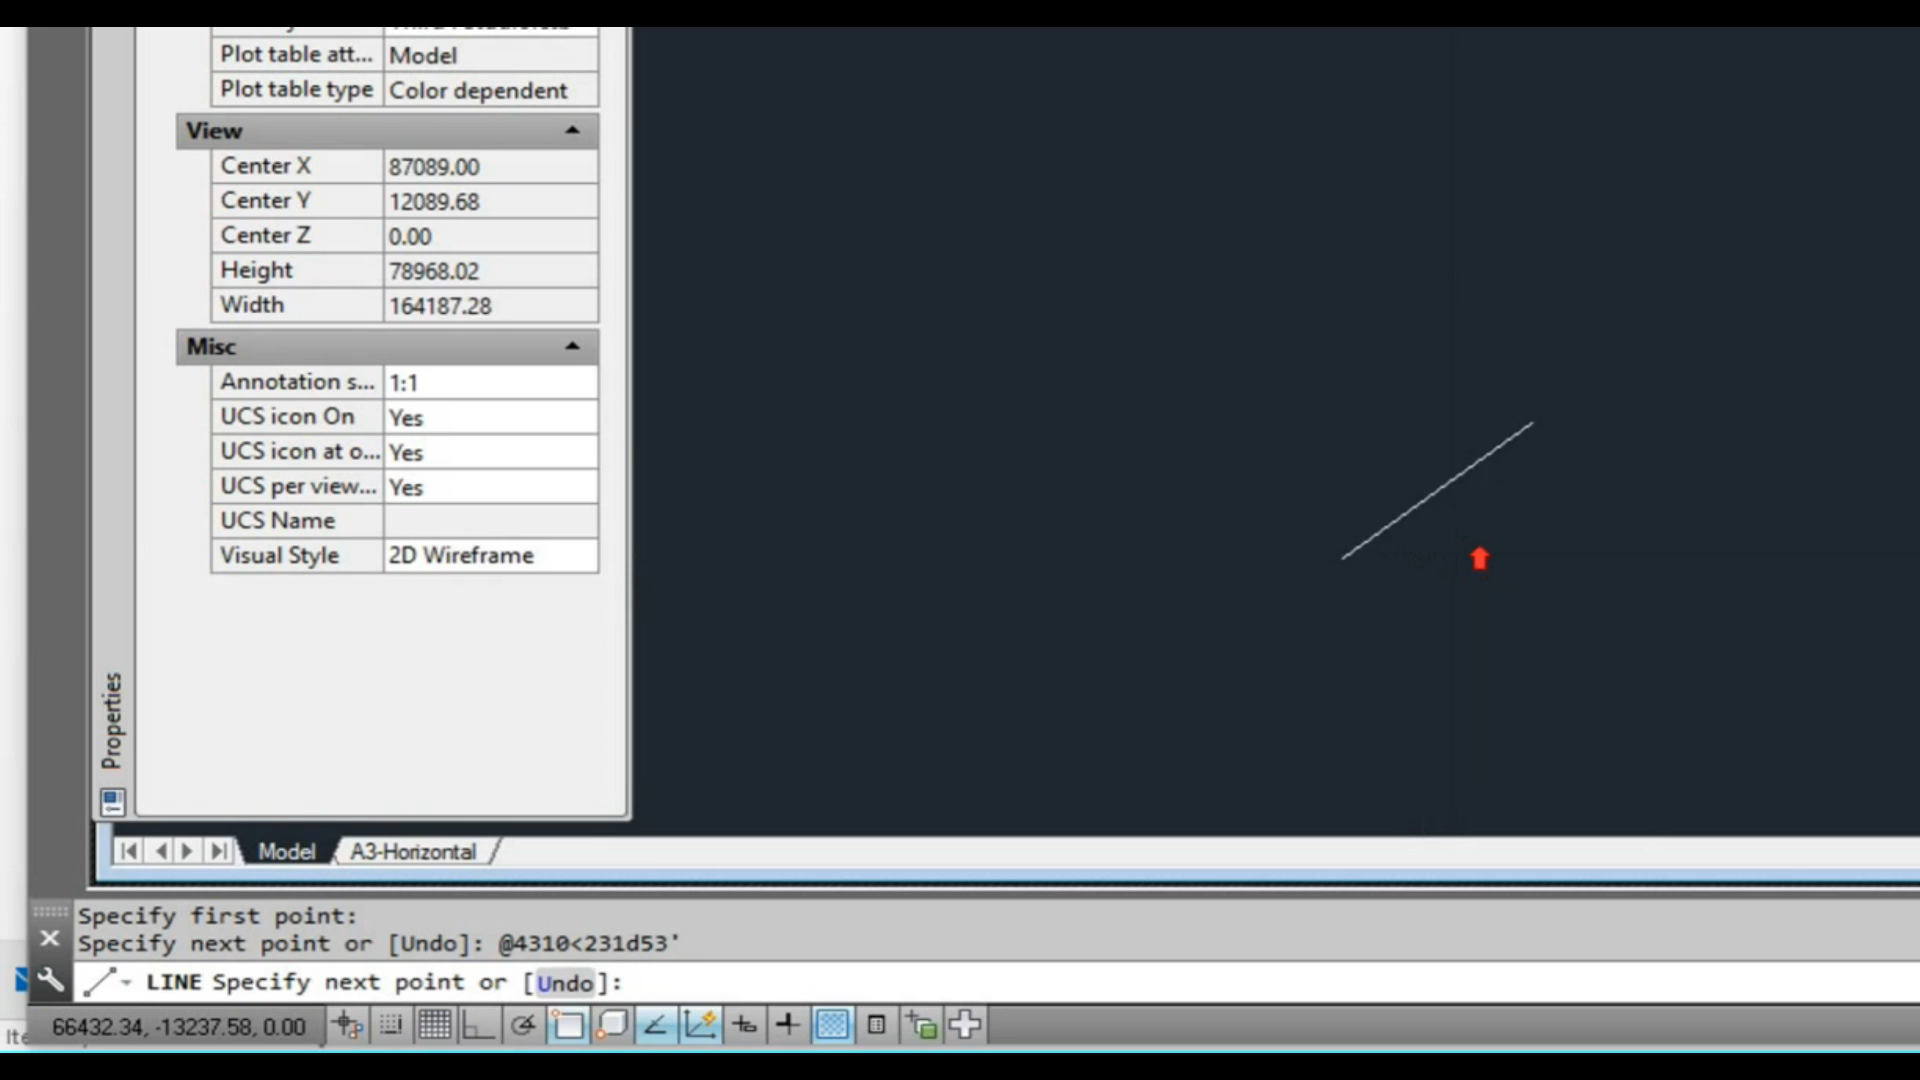 Plot table att... Model
Plot table type Color dependent
View
Center X 87089.00
Center Y 12089.68
Center Z 0.00
Height 78968.02
Width 164187.28
Misc
Annotation s... 1:1
UCS icon On Yes
UCS icon at o... Yes
UCS per view... Yes
UCS Name
Visual Style 2D Wireframe
Properties
Model A3-Horizontal
Specify first point:
Specify next point or [Undo]: @4310<231d53'
LINE Specify next point or [Undo]:
66432.34, -13237.58, 0.00